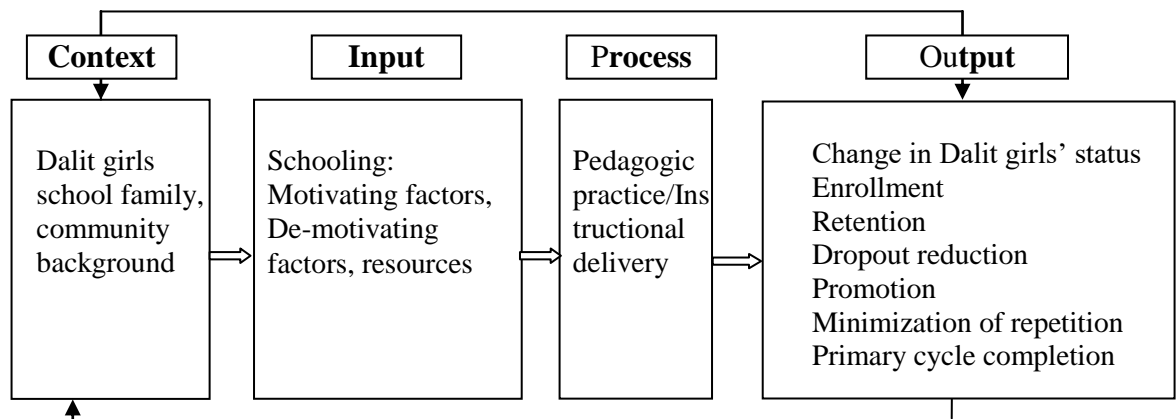 Context
Input
Process
Output
Dalit girls
school family,
community
background
Schooling:
Motivating factors,
De-motivating
factors, resources
Pedagogic
practice/Ins
tructional
delivery
Change in Dalit girls’ status
Enrollment
Retention
Dropout reduction
Promotion
Minimization of repetition
Primary cycle completion